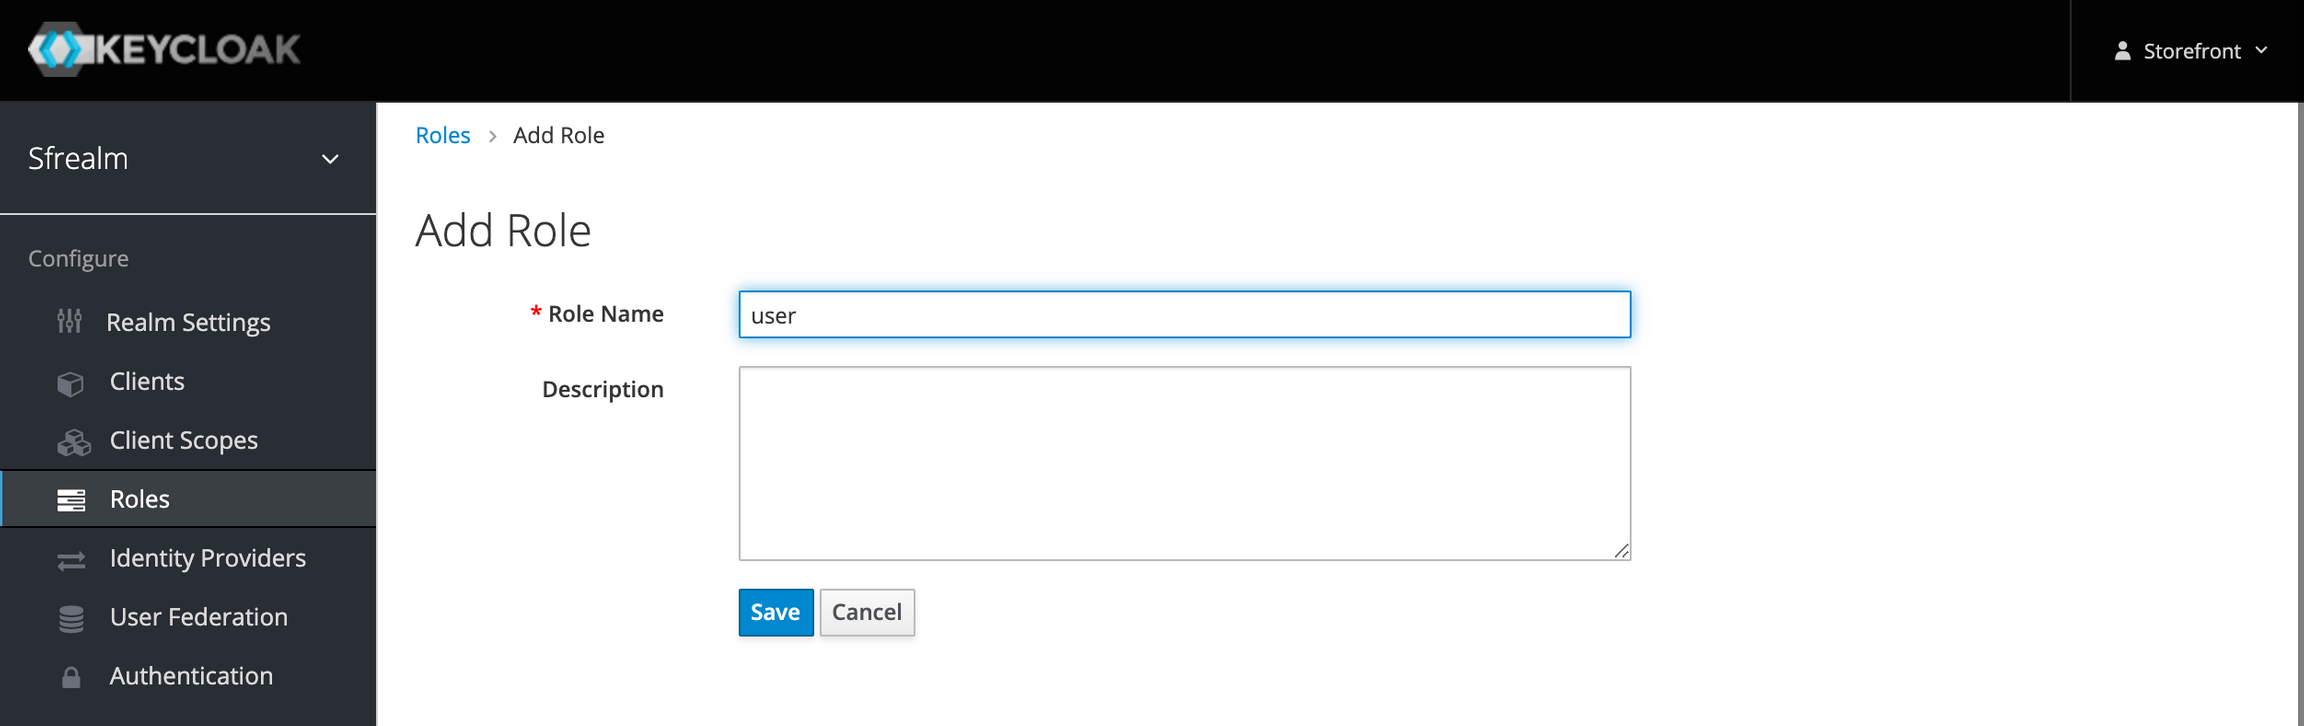 KEYCLOAK
Storefront
Sfrealm
Configure
Realm Settings
Clients
Client Scopes
Roles
Identity Providers
User Federation
Authentication
Roles > Add Role
Add Role
* Role Name
user
Description
Save Cancel